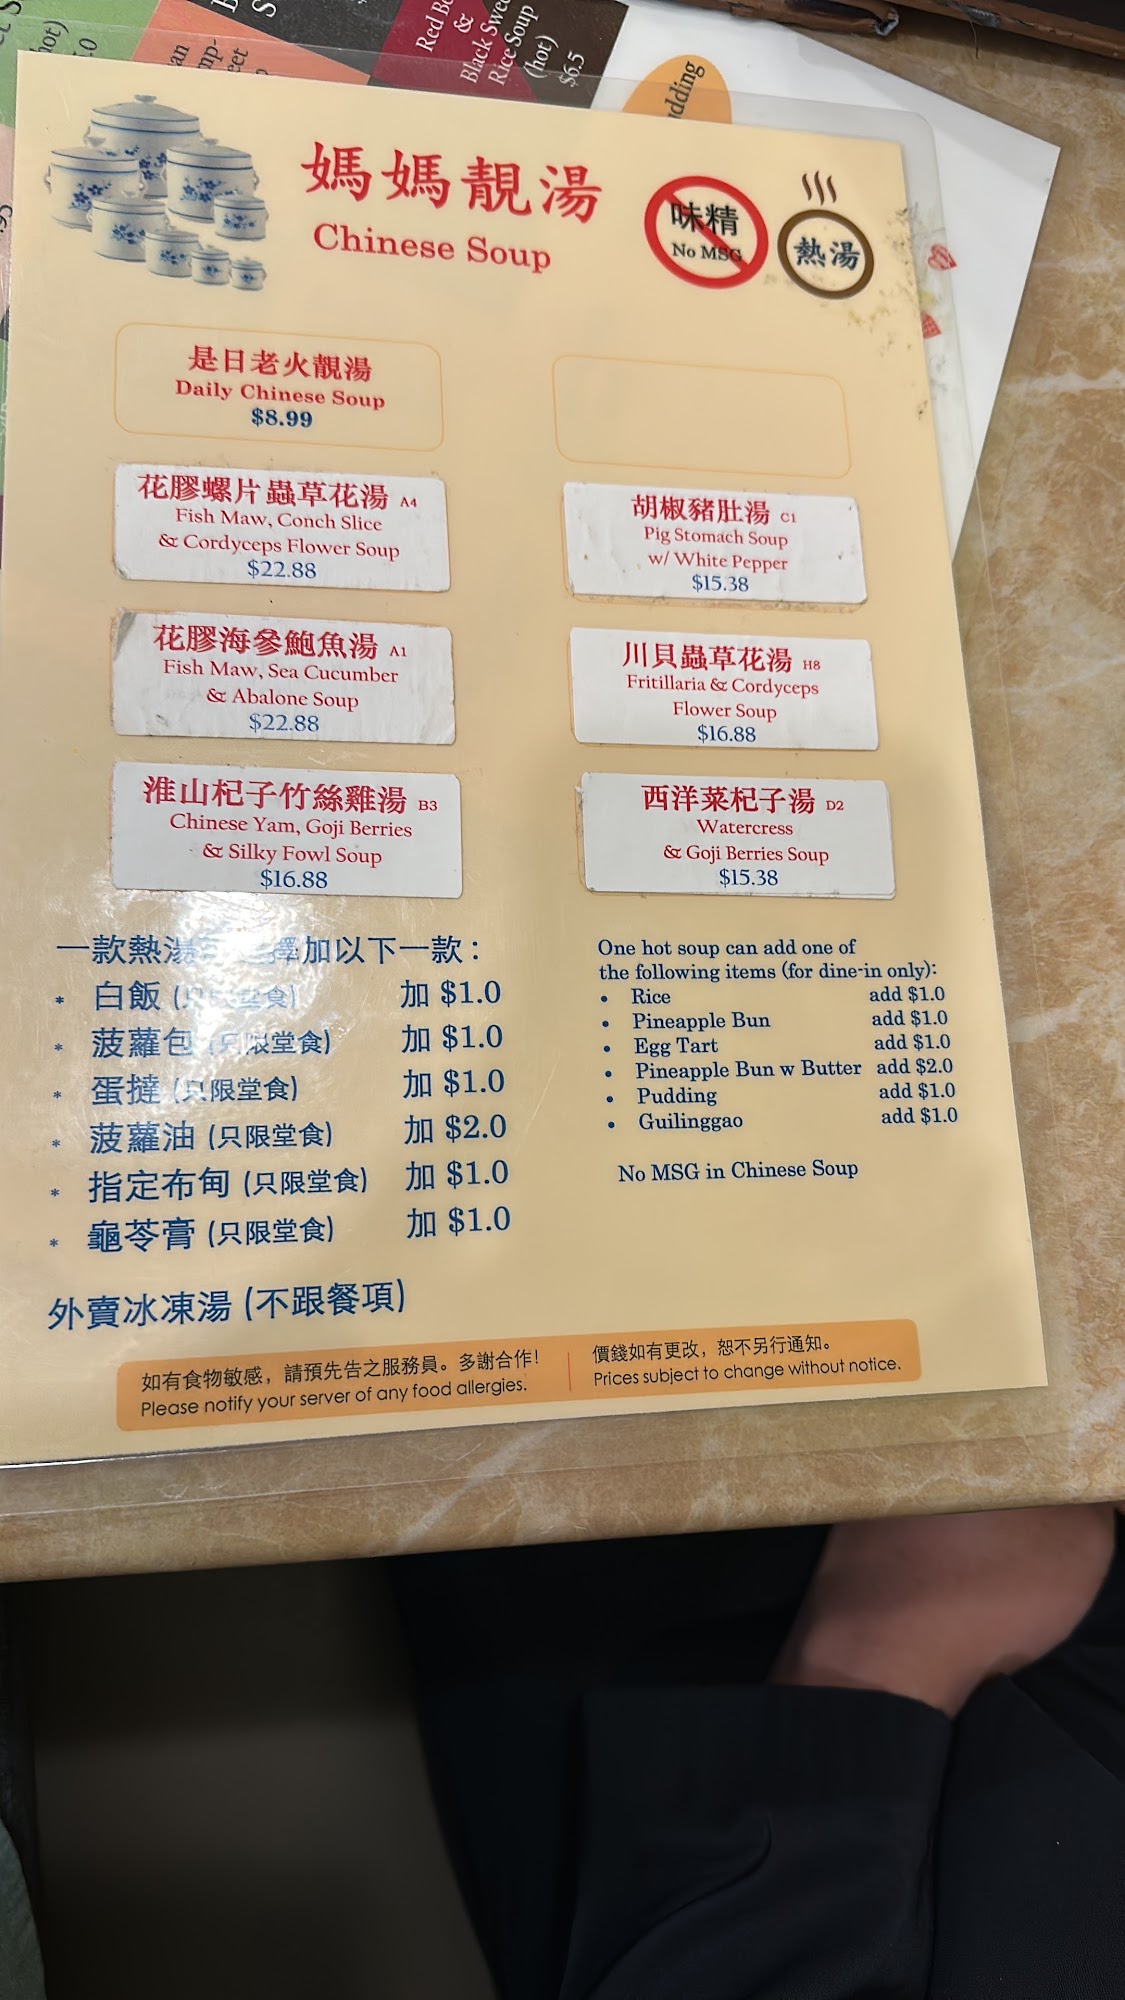 Red
&
Black
Rice Soup
(hot)
$6.5
媽媽靚湯
Chinese Soup
味精
No MSG
熱湯
是日老火靚湯
Daily Chinese Soup
$8.99
花膠螺片蟲草花湯 A4
Fish Maw, Conch Slice
& Cordyceps Flower Soup
$22.88
胡椒豬肚湯 C1
Pig Stomach Soup
w/ White Pepper
$15.38
花膠海參鮑魚湯 A1
Fish Maw, Sea Cucumber
& Abalone Soup
$22.88
川貝蟲草花湯 H8
Fritillaria & Cordyceps
Flower Soup
$16.88
淮山杞子竹絲雞湯 B3
Chinese Yam, Goji Berries
& Silky Fowl Soup
$16.88
西洋菜杞子湯 D2
Watercress
& Goji Berries Soup
$15.38
一款熱湯可選擇加以下一款：
* 白飯 (只限堂食) 加 $1.0
* 菠蘿包 (只限堂食) 加 $1.0
* 蛋撻 (只限堂食) 加 $1.0
* 菠蘿油 (只限堂食) 加 $2.0
* 指定布甸 (只限堂食) 加 $1.0
* 龜苓膏 (只限堂食) 加 $1.0
外賣冰凍湯 (不跟餐項)
One hot soup can add one of
the following items (for dine-in only):
• Rice add $1.0
• Pineapple Bun add $1.0
• Egg Tart add $1.0
• Pineapple Bun w Butter add $2.0
• Pudding add $1.0
• Guilinggao add $1.0
No MSG in Chinese Soup
如有食物敏感，請預先告之服務員。多謝合作！
Please notify your server of any food allergies.
價錢如有更改，恕不另行通知。
Prices subject to change without notice.